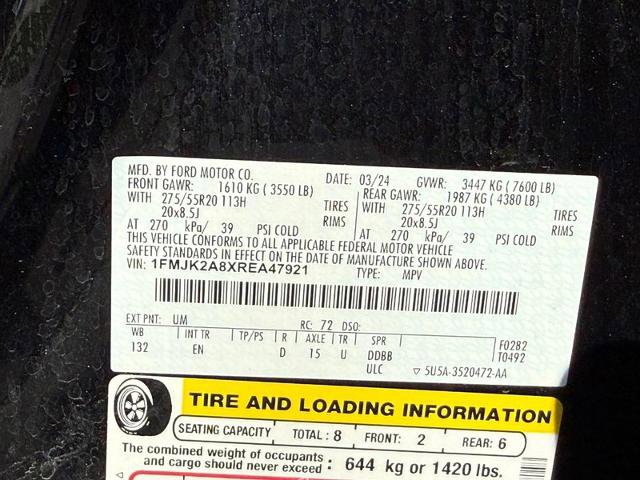 MFD. BY FORD MOTOR CO. DATE: 03/24 GVWR: 3447 KG ( 7600 LB)
FRONT GAWR: 1610 KG ( 3550 LB) REAR GAWR: 1987 KG ( 4380 LB)
WITH 275/55R20 113H TIRES WITH 275/55R20 113H TIRES
20x8.5J RIMS 20x8.5J RIMS
AT 270 kPa/ 39 PSI COLD AT 270 kPa/ 39 PSI COLD
THIS VEHICLE CONFORMS TO ALL APPLICABLE FEDERAL MOTOR VEHICLE
SAFETY STANDARDS IN EFFECT ON THE DATE OF MANUFACTURE SHOWN ABOVE.
VIN: 1FMJK2A8XREA47921 TYPE: MPV
EXT PNT: UM RC: 72 DSO: F0282
WB INT TR TP/PS R AXLE TR SPR T0492
132 EN D 15 U DDBB
ULC ▽ 5U5A-3520472-AA
TIRE AND LOADING INFORMATION
SEATING CAPACITY TOTAL : 8 FRONT: 2 REAR: 6
The combined weight of occupants
and cargo should never exceed : 644 kg or 1420 lbs.